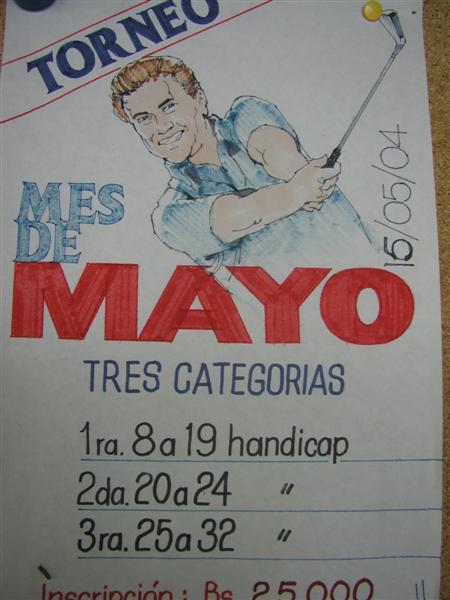 TORNEO
MES
DE
MAYO
15/05/04
TRES CATEGORIAS
1ra. 8 a 19 handicap
2da. 20 a 24 "
3ra. 25 a 32 "
Inscripción: Bs. 25.000